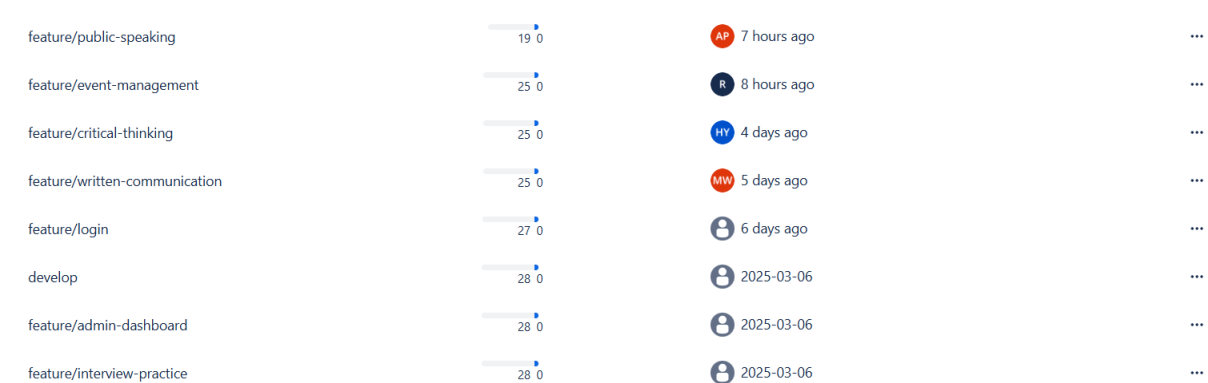 feature/public-speaking 19 0 AP 7 hours ago ···
feature/event-management 25 0 R 8 hours ago ···
feature/critical-thinking 25 0 HY 4 days ago ···
feature/written-communication 25 0 MW 5 days ago ···
feature/login 27 0 6 days ago ···
develop 28 0 2025-03-06 ···
feature/admin-dashboard 28 0 2025-03-06 ···
feature/interview-practice 28 0 2025-03-06 ···